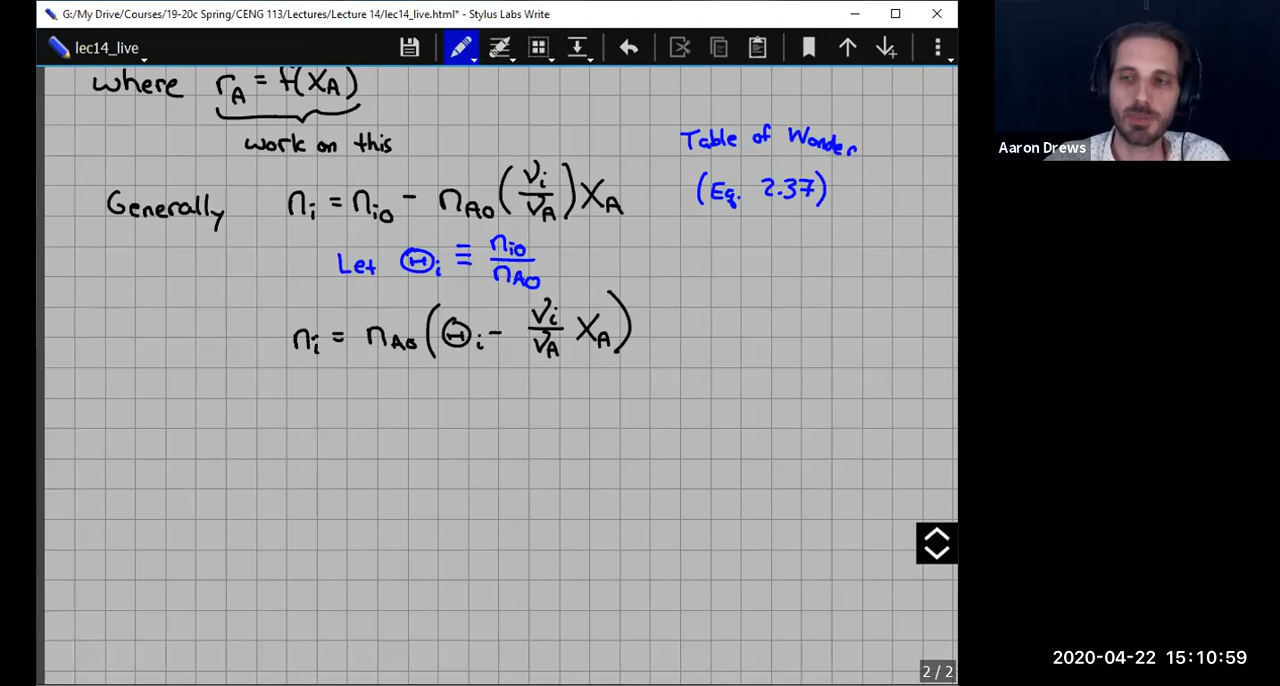 G:/My Drive/Courses/19-20c Spring/CENG 113/Lectures/Lecture 14/lec14_live.html* - Stylus Labs Write
lec14_live
where r_A = f(X_A)
work on this
Table of Wonder
(Eq. 2.37)
Generally n_i = n_i0 - n_A0 (ν_i/ν_A) X_A
Let Θ_i ≡ n_i0/n_A0
n_i = n_A0 (Θ_i - ν_i/ν_A X_A)
2 / 2
Aaron Drews
2020-04-22 15:10:59